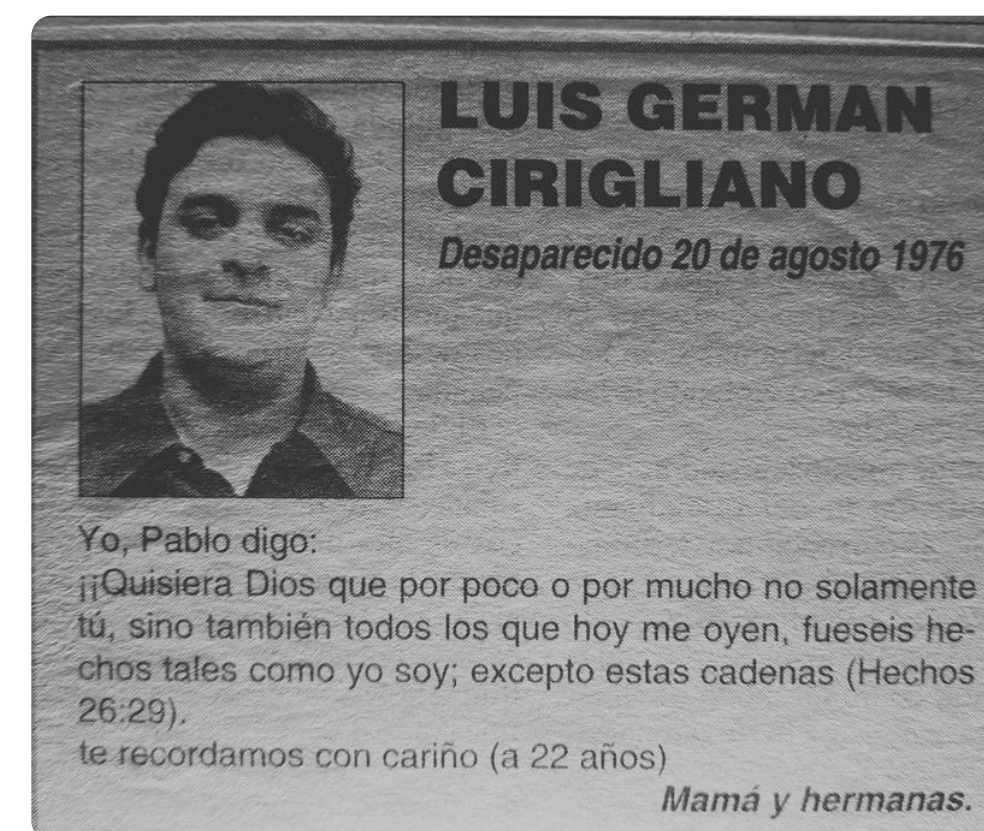 LUIS GERMAN
CIRIGLIANO
Desaparecido 20 de agosto 1976
Yo, Pablo digo:
¡¡Quisiera Dios que por poco o por mucho no solamente
tú, sino también todos los que hoy me oyen, fueseis he-
chos tales como yo soy; excepto estas cadenas (Hechos
26:29).
te recordamos con cariño (a 22 años)
Mamá y hermanas.